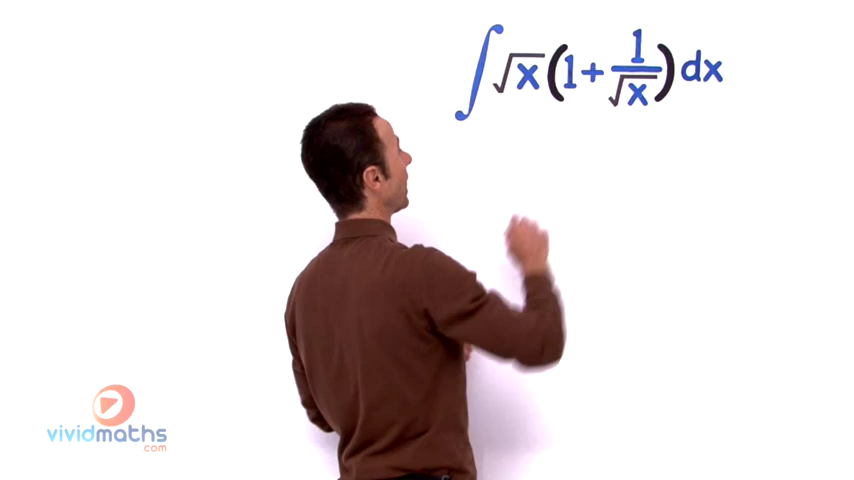 ∫ √x (1 + 1/√x) dx
vividmaths
com